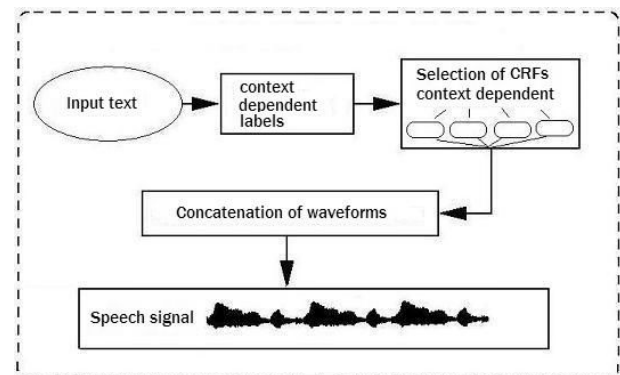 Input text
context
dependent
labels
Selection of CRFs
context dependent
Concatenation of waveforms
Speech signal